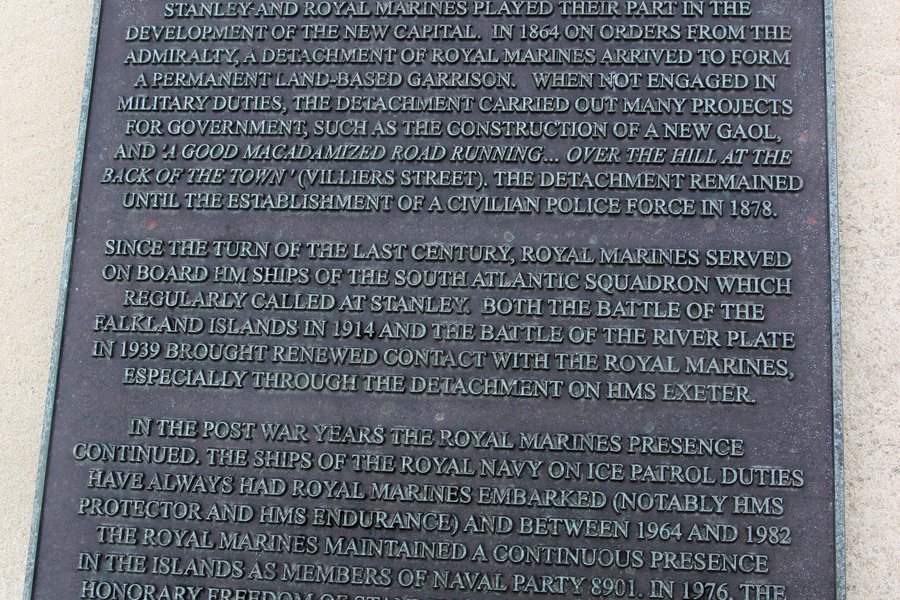 STANLEY AND ROYAL MARINES PLAYED THEIR PART IN THE
DEVELOPMENT OF THE NEW CAPITAL. IN 1864 ON ORDERS FROM THE
ADMIRALTY, A DETACHMENT OF ROYAL MARINES ARRIVED TO FORM
A PERMANENT LAND-BASED GARRISON. WHEN NOT ENGAGED IN
MILITARY DUTIES, THE DETACHMENT CARRIED OUT MANY PROJECTS
FOR GOVERNMENT, SUCH AS THE CONSTRUCTION OF A NEW GAOL,
AND 'A GOOD MACADAMIZED ROAD RUNNING... OVER THE HILL AT THE
BACK OF THE TOWN' (VILLIERS STREET). THE DETACHMENT REMAINED
UNTIL THE ESTABLISHMENT OF A CIVILIAN POLICE FORCE IN 1878.
SINCE THE TURN OF THE LAST CENTURY, ROYAL MARINES SERVED
ON BOARD HM SHIPS OF THE SOUTH ATLANTIC SQUADRON WHICH
REGULARLY CALLED AT STANLEY. BOTH THE BATTLE OF THE
FALKLAND ISLANDS IN 1914 AND THE BATTLE OF THE RIVER PLATE
IN 1939 BROUGHT RENEWED CONTACT WITH THE ROYAL MARINES,
ESPECIALLY THROUGH THE DETACHMENT ON HMS EXETER.
IN THE POST WAR YEARS THE ROYAL MARINES PRESENCE
CONTINUED. THE SHIPS OF THE ROYAL NAVY ON ICE PATROL DUTIES
HAVE ALWAYS HAD ROYAL MARINES EMBARKED (NOTABLY HMS
PROTECTOR AND HMS ENDURANCE) AND BETWEEN 1964 AND 1982
THE ROYAL MARINES MAINTAINED A CONTINUOUS PRESENCE
IN THE ISLANDS AS MEMBERS OF NAVAL PARTY 8901. IN 1976, THE
HONORARY FREEDOM OF